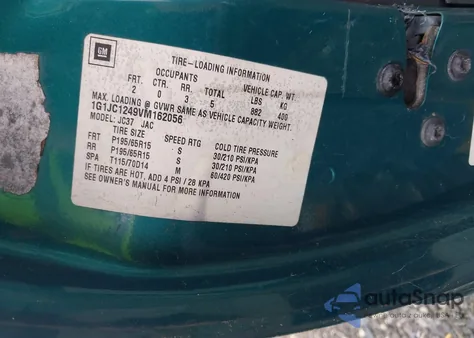 GM
TIRE-LOADING INFORMATION
OCCUPANTS VEHICLE CAP. WT.
FRT CTR RR TOTAL LBS KG
2 0 3 5 882 400
MAX. LOADING @ GVWR SAME AS VEHICLE CAPACITY WEIGHT.
1G1JC1249VM162056
MODEL: JC37 JAC
TIRE SIZE SPEED RTG COLD TIRE PRESSURE
FRT P195/65R15 S 30/210 PSI/KPA
RR P195/65R15 S 30/210 PSI/KPA
SPA T115/70D14 M 60/420 PSI/KPA
IF TIRES ARE HOT, ADD 4 PSI / 28 KPA
SEE OWNER'S MANUAL FOR MORE INFORMATION
autoSnap